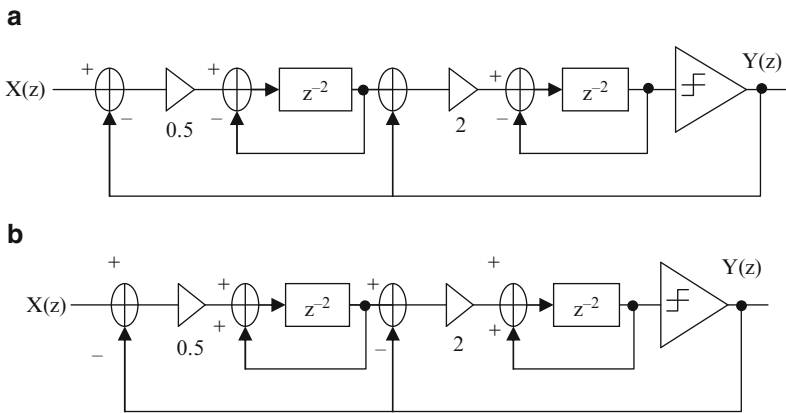 a
X(z) + − 0.5 + − z⁻² 2 + − z⁻² Y(z)
b
X(z) + − 0.5 + + z⁻² + − 2 + + z⁻² Y(z)